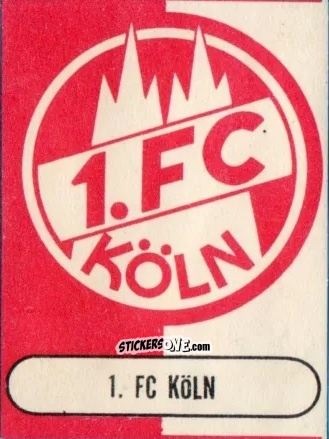 1. FC
KÖLN
STICKERSONE.com
1. FC KÖLN